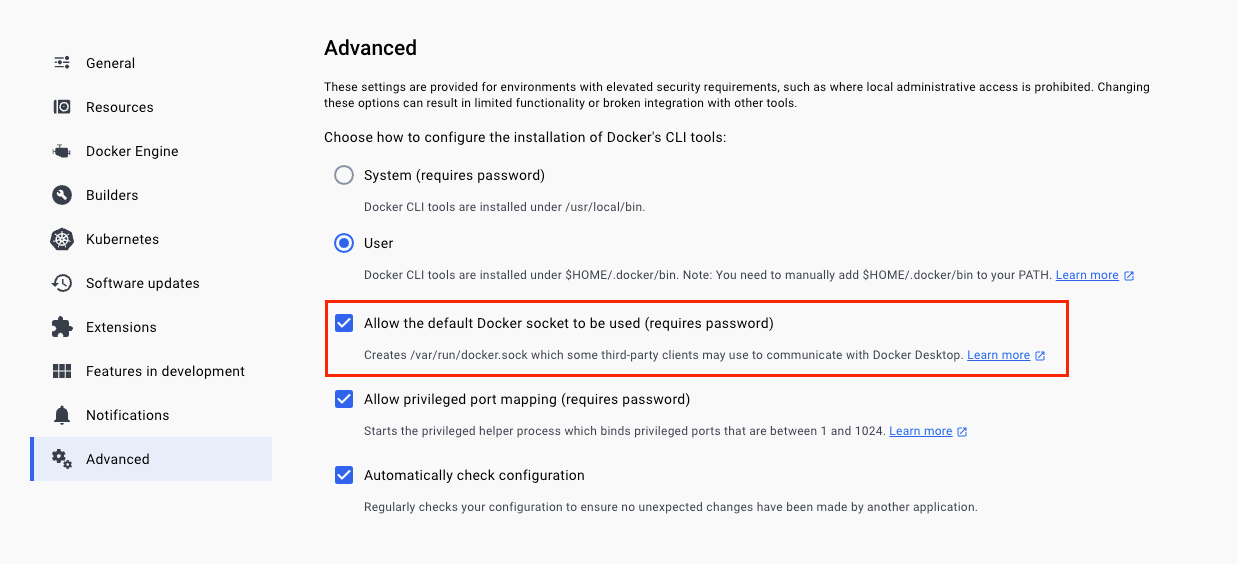 General
Resources
Docker Engine
Builders
Kubernetes
Software updates
Extensions
Features in development
Notifications
Advanced
Advanced
These settings are provided for environments with elevated security requirements, such as where local administrative access is prohibited. Changing
these options can result in limited functionality or broken integration with other tools.
Choose how to configure the installation of Docker's CLI tools:
System (requires password)
Docker CLI tools are installed under /usr/local/bin.
User
Docker CLI tools are installed under $HOME/.docker/bin. Note: You need to manually add $HOME/.docker/bin to your PATH. Learn more
Allow the default Docker socket to be used (requires password)
Creates /var/run/docker.sock which some third-party clients may use to communicate with Docker Desktop. Learn more
Allow privileged port mapping (requires password)
Starts the privileged helper process which binds privileged ports that are between 1 and 1024. Learn more
Automatically check configuration
Regularly checks your configuration to ensure no unexpected changes have been made by another application.